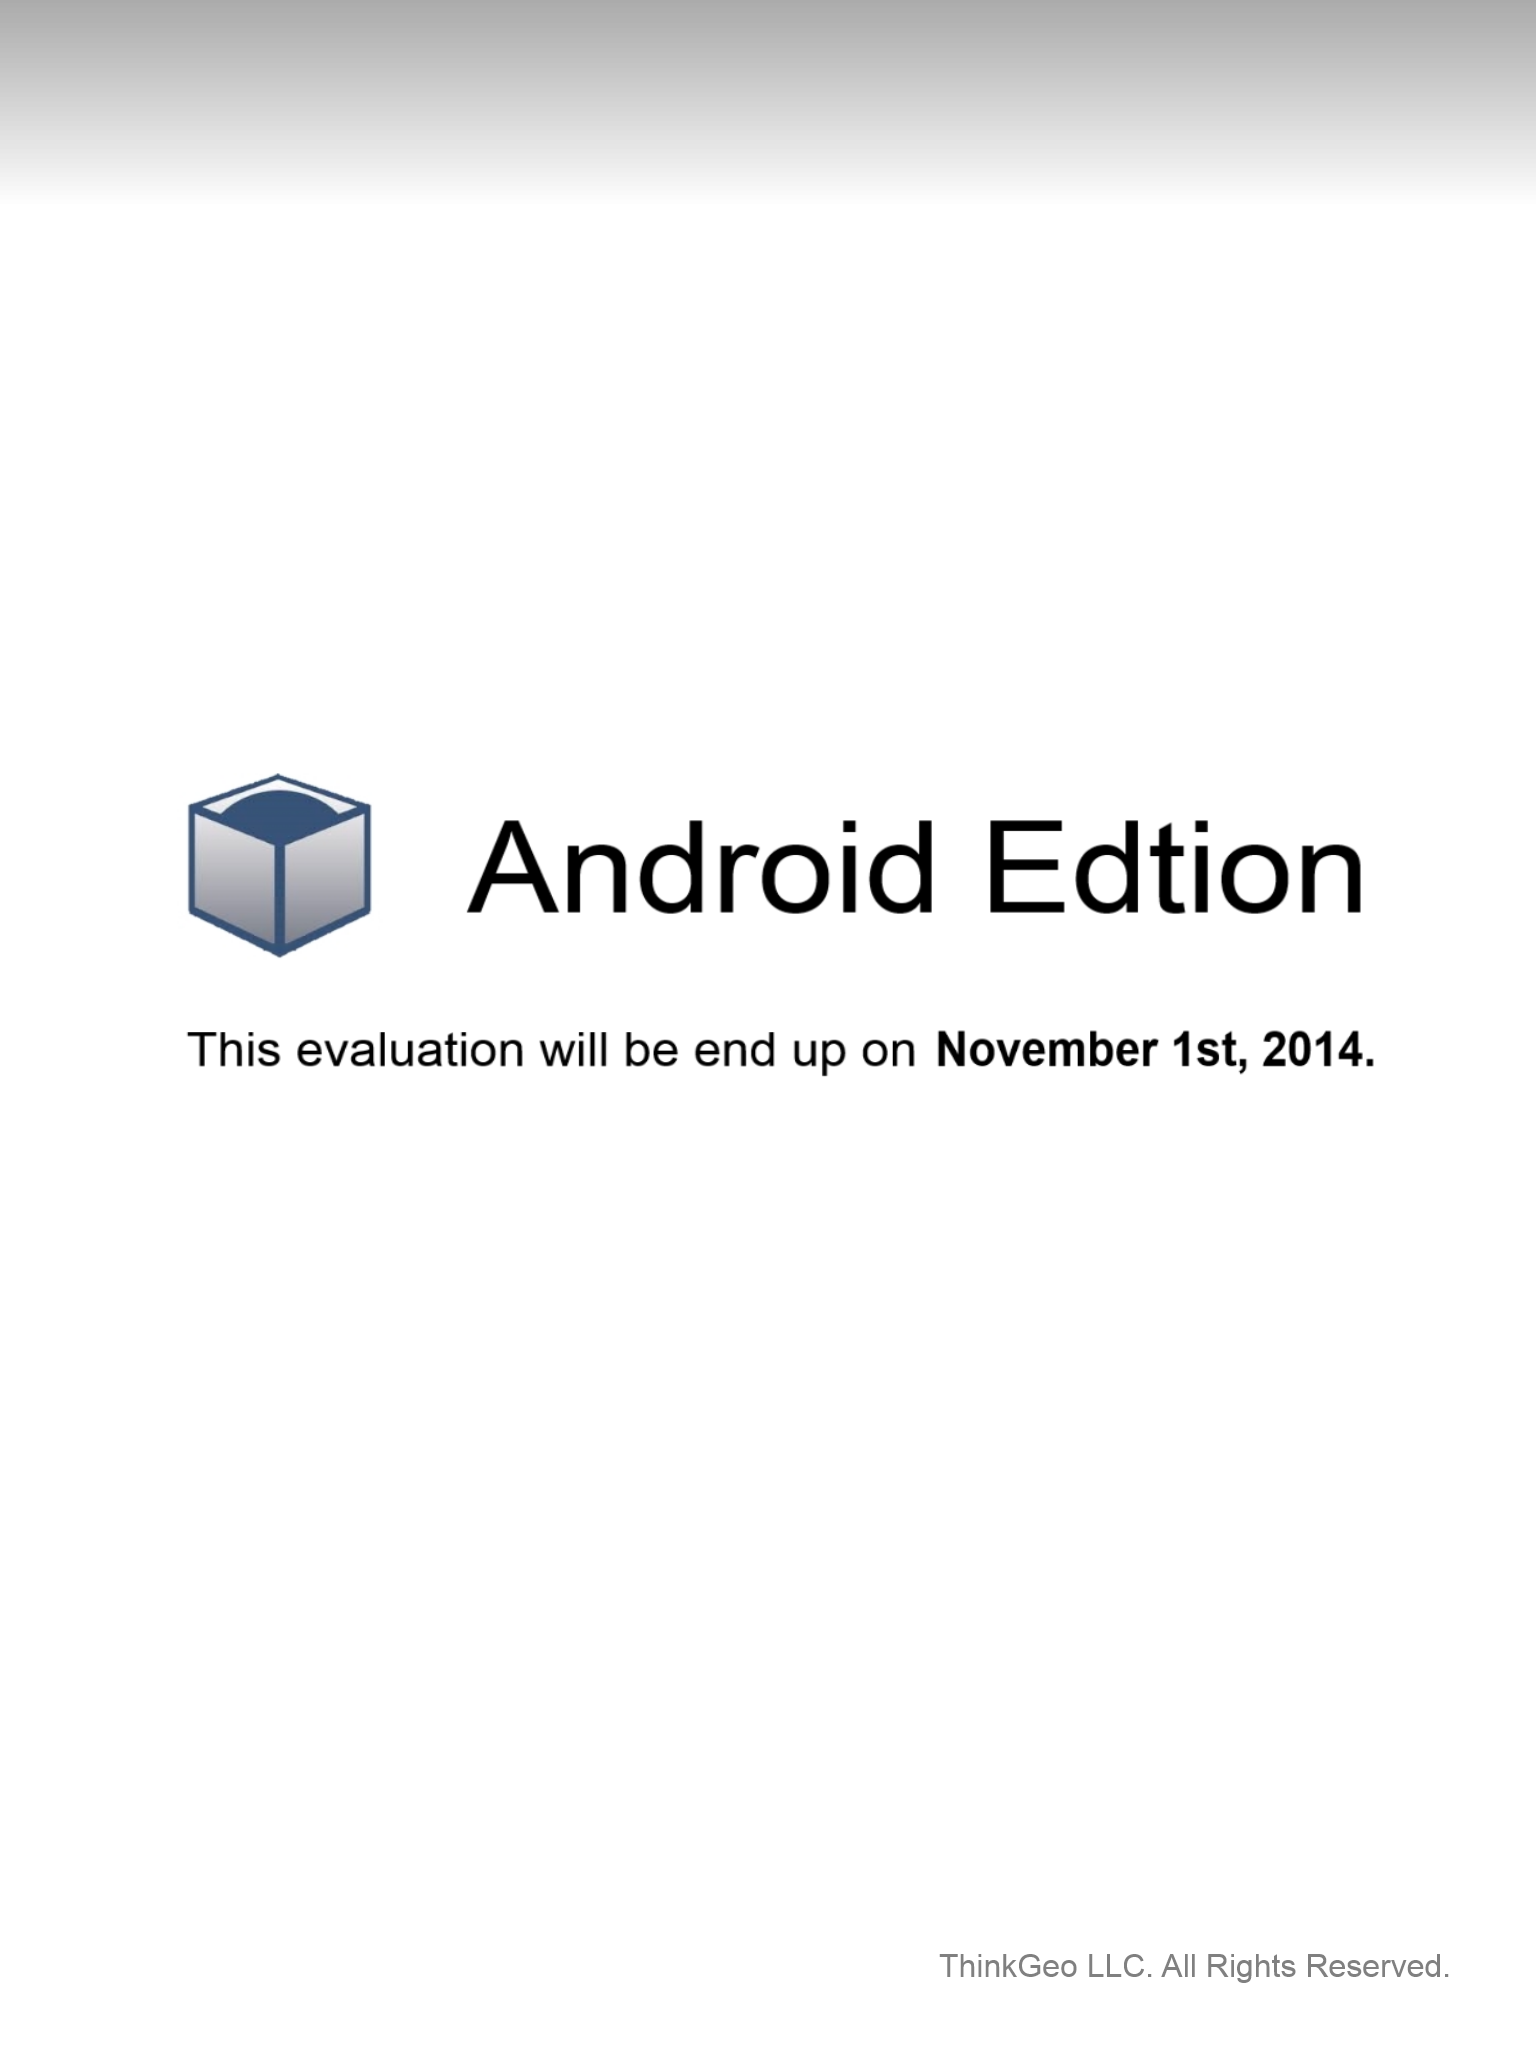 Android Edtion
This evaluation will be end up on November 1st, 2014.
ThinkGeo LLC. All Rights Reserved.